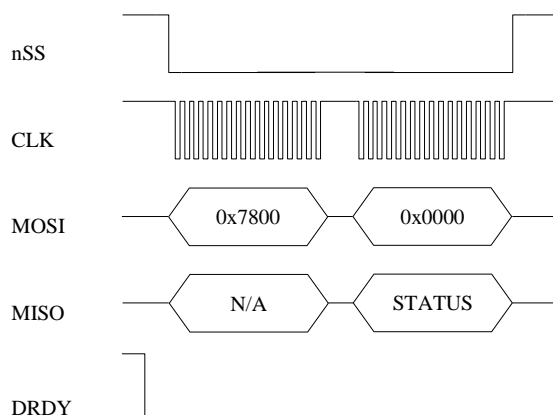 nSS
CLK
MOSI 0x7800 0x0000
MISO N/A STATUS
DRDY